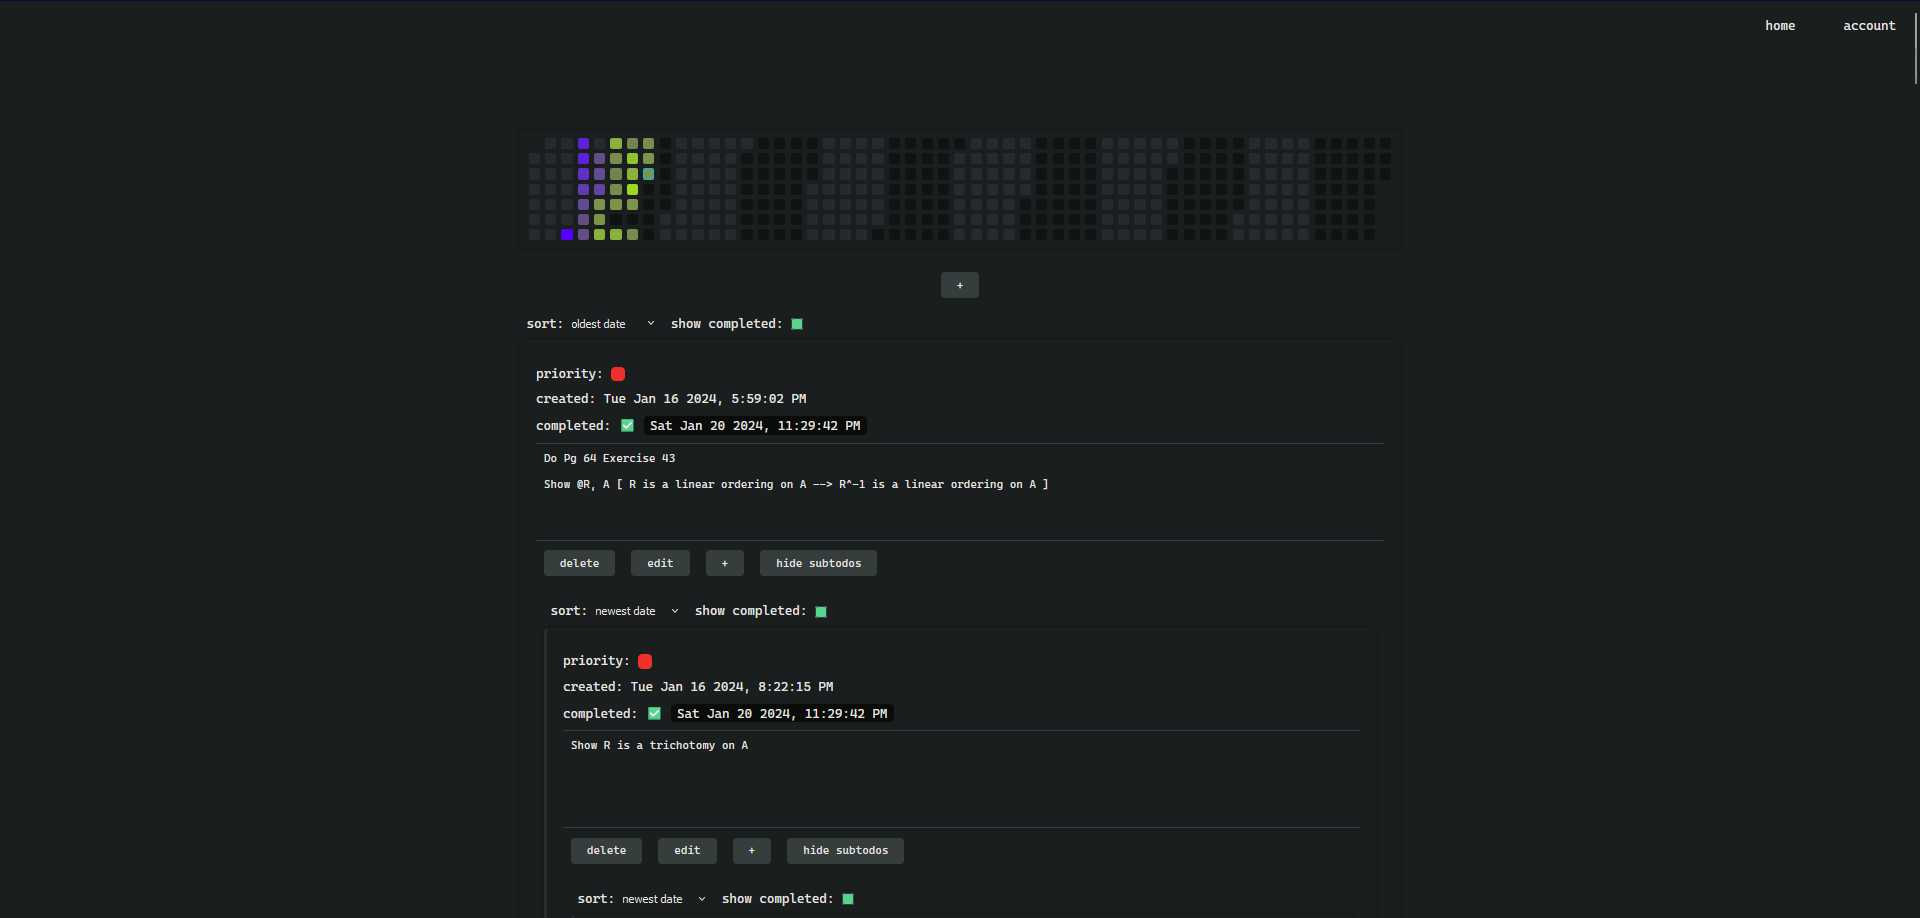 home account
+
sort: oldest date show completed:
priority:
created: Tue Jan 16 2024, 5:59:02 PM
completed: Sat Jan 20 2024, 11:29:42 PM
Do Pg 64 Exercise 43
Show @R, A [ R is a linear ordering on A --> R^-1 is a linear ordering on A ]
delete edit + hide subtodos
sort: newest date show completed:
priority:
created: Tue Jan 16 2024, 8:22:15 PM
completed: Sat Jan 20 2024, 11:29:42 PM
Show R is a trichotomy on A
delete edit + hide subtodos
sort: newest date show completed: